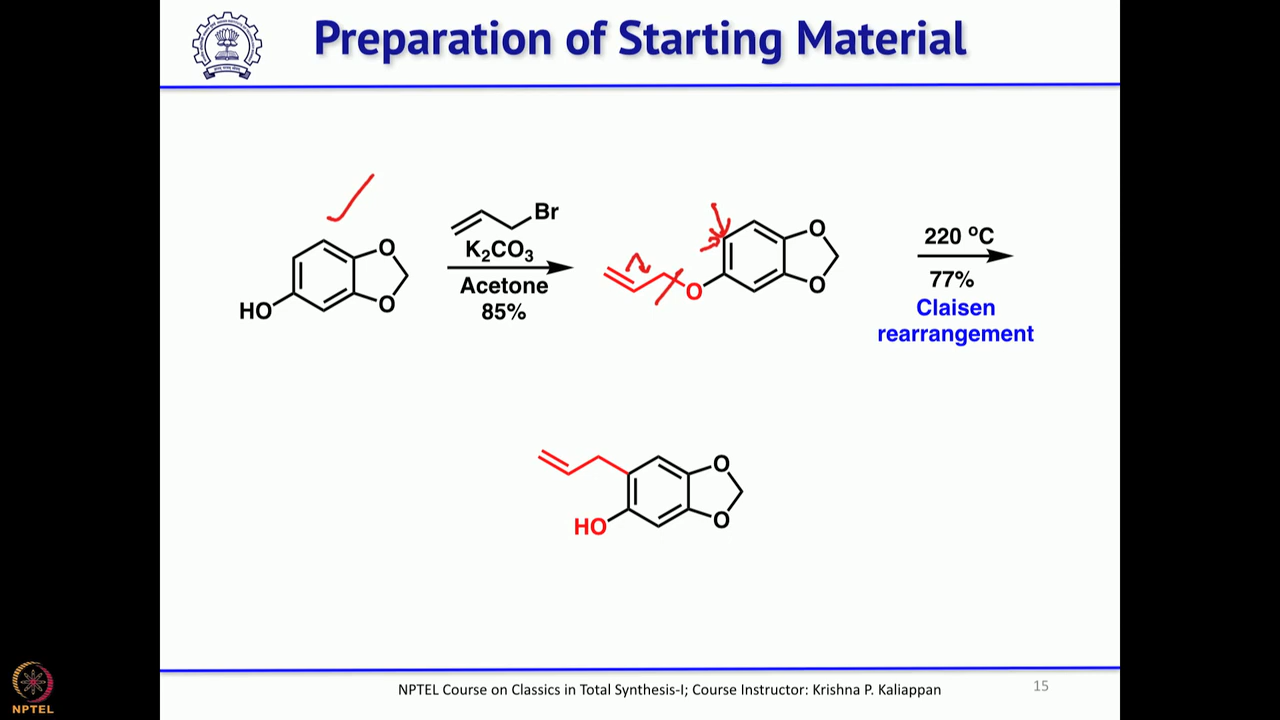 Preparation of Starting Material
Br
K2CO3
Acetone
85%
HO
O
O
O
O
O
220 ºC
77%
Claisen
rearrangement
HO
O
O
NPTEL Course on Classics in Total Synthesis-I; Course Instructor: Krishna P. Kaliappan
15
NPTEL